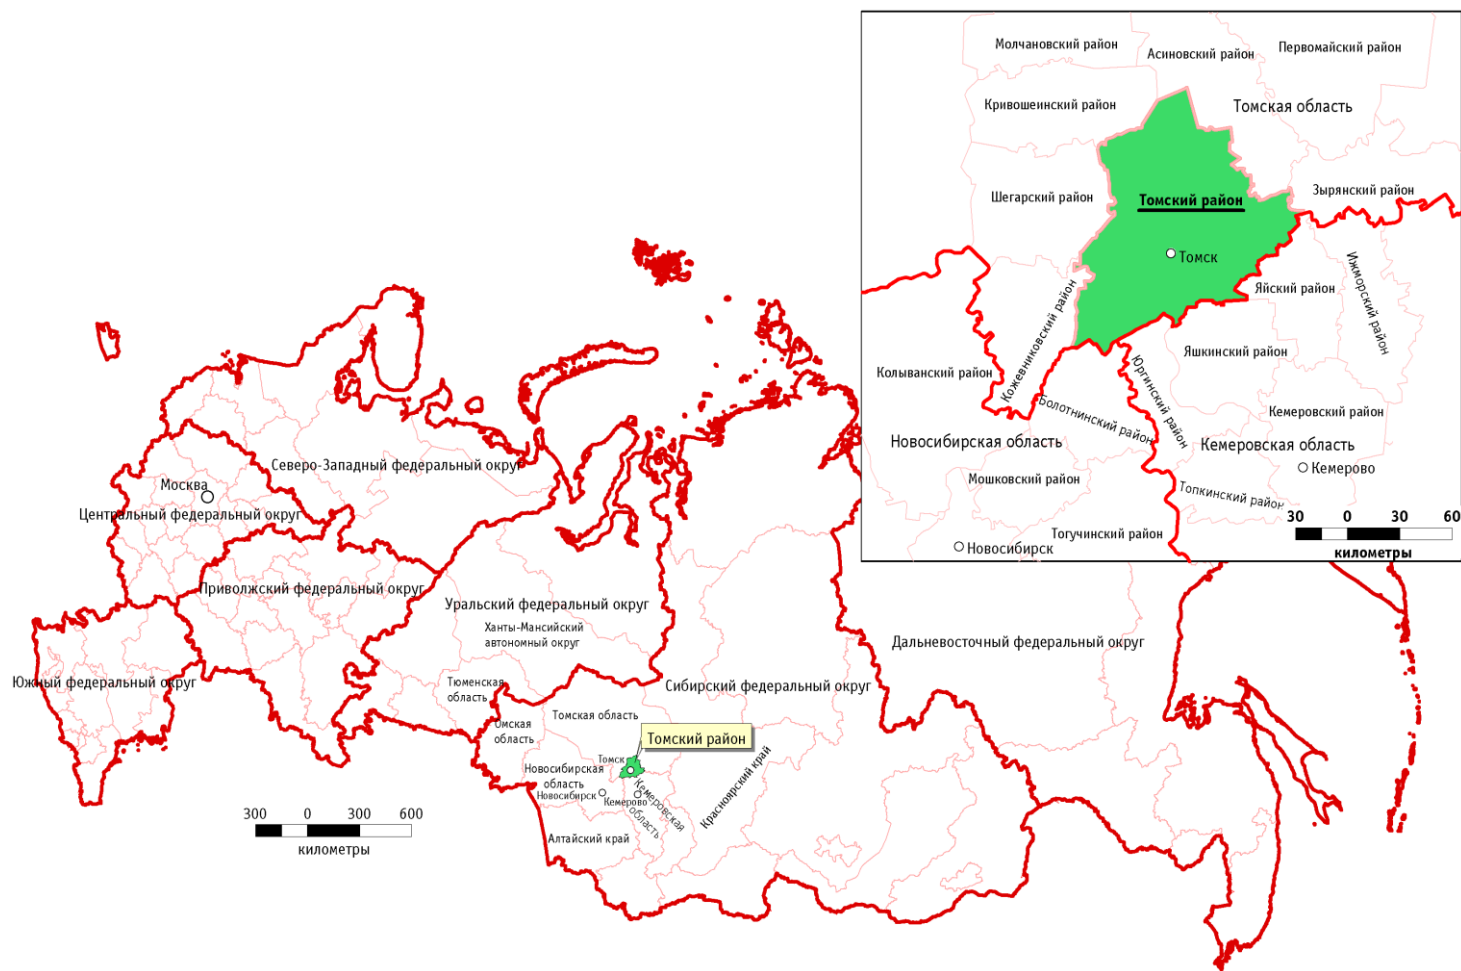 Молчановский район
Асиновский район
Первомайский район
Кривошеинский район
Томская область
Шегарский район
Томский район
Зырянский район
Томск
Яйский район
Ижморский район
Кожевниковский район
Яшкинский район
Колыванский район
Юргинский район
Болотнинский район
Кемеровский район
Новосибирская область
Кемеровская область
Кемерово
Мошковский район
Топкинский район
Тогучинский район
Новосибирск
30 0 30 60
километры
Северо-Западный федеральный округ
Москва
Центральный федеральный округ
Приволжский федеральный округ
Уральский федеральный округ
Ханты-Мансийский
автономный округ
Дальневосточный федеральный округ
Южный федеральный округ
Тюменская
область
Сибирский федеральный округ
Томская область
Омская
область
Томский район
Томск
Новосибирская
область
Новосибирск
Кемерово
Кемеровская
область
Красноярский край
Алтайский край
300 0 300 600
километры